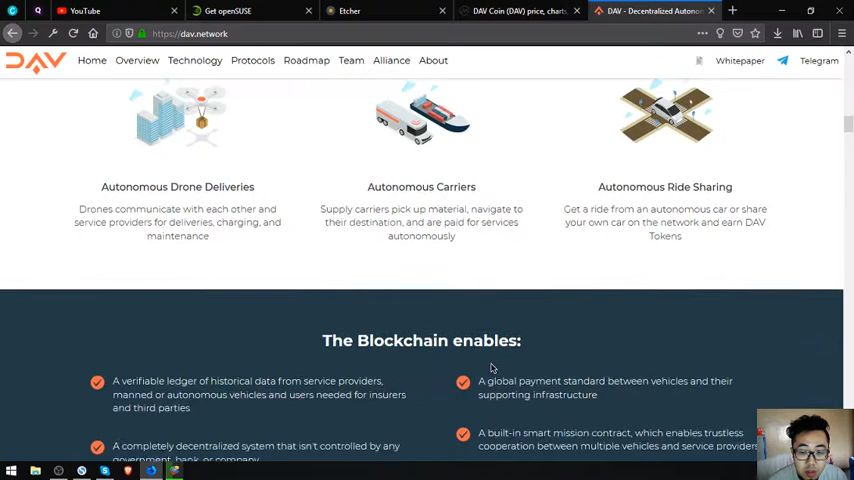 YouTube
Get openSUSE
Etcher
DAV Coin (DAV) price, charts,
DAV - Decentralized Autonom
https://dav.network
DAV
Home Overview Technology Protocols Roadmap Team Alliance About
Whitepaper Telegram
Autonomous Drone Deliveries
Drones communicate with each other and
service providers for deliveries, charging, and
maintenance
Autonomous Carriers
Supply carriers pick up material, navigate to
their destination, and are paid for services
autonomously
Autonomous Ride Sharing
Get a ride from an autonomous car or share
your own car on the network and earn DAV
Tokens
The Blockchain enables:
A verifiable ledger of historical data from service providers,
manned or autonomous vehicles and users needed for insurers
and third parties
A completely decentralized system that isn't controlled by any
government, bank, or company
A global payment standard between vehicles and their
supporting infrastructure
A built-in smart mission contract, which enables trustless
cooperation between multiple vehicles and service providers